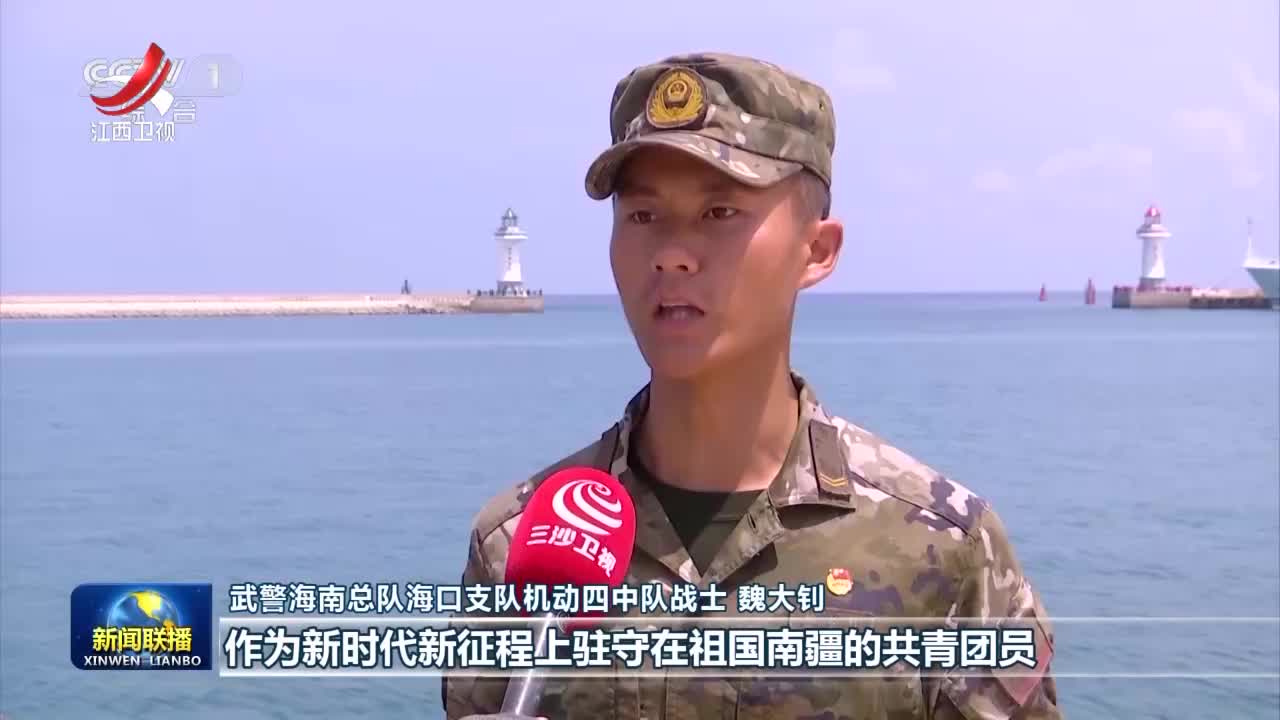 CCTV 1
综合
江西卫视
三沙卫视
武警海南总队海口支队机动四中队战士 魏大钊
新闻联播
XINWEN LIANBO
作为新时代新征程上驻守在祖国南疆的共青团员